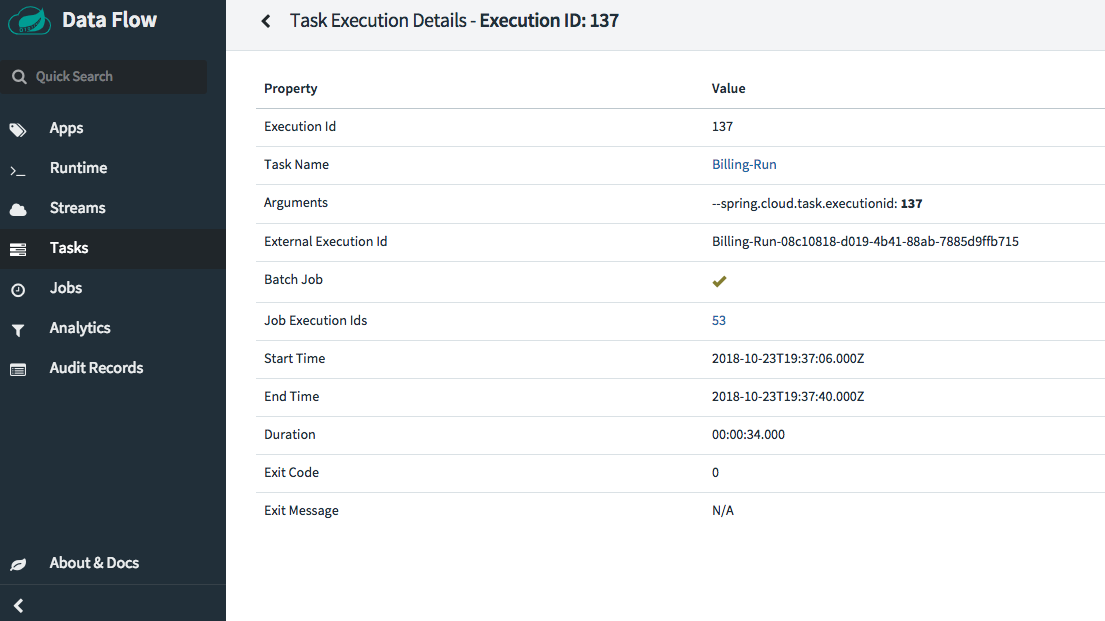 Data Flow
Task Execution Details - Execution ID: 137
Quick Search
Apps
Runtime
Streams
Tasks
Jobs
Analytics
Audit Records
About & Docs
Property Value
Execution Id 137
Task Name Billing-Run
Arguments --spring.cloud.task.executionid: 137
External Execution Id Billing-Run-08c10818-d019-4b41-88ab-7885d9ffb715
Batch Job
Job Execution Ids 53
Start Time 2018-10-23T19:37:06.000Z
End Time 2018-10-23T19:37:40.000Z
Duration 00:00:34.000
Exit Code 0
Exit Message N/A